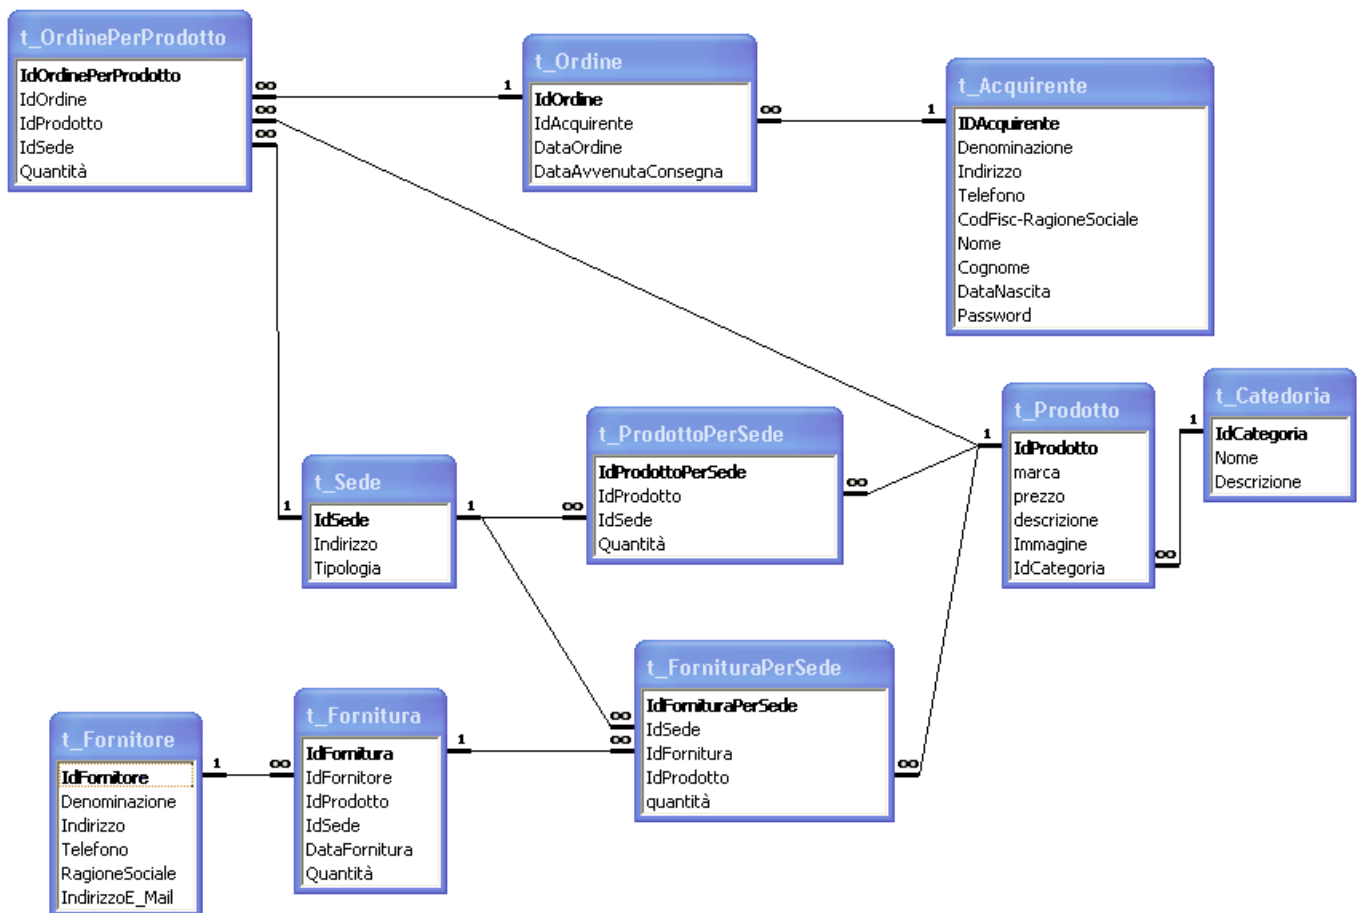 t_OrdinePerProdotto
IdOrdinePerProdotto
IdOrdine
IdProdotto
IdSede
Quantità
∞
∞
∞
1
t_Ordine
IdOrdine
IdAcquirente
DataOrdine
DataAvvenutaConsegna
∞
1
t_Acquirente
IDAcquirente
Denominazione
Indirizzo
Telefono
CodFisc-RagioneSociale
Nome
Cognome
DataNascita
Password
1
t_Sede
IdSede
Indirizzo
Tipologia
1
∞
t_ProdottoPerSede
IdProdottoPerSede
IdProdotto
IdSede
Quantità
∞
1
t_Prodotto
IdProdotto
marca
prezzo
descrizione
Immagine
IdCategoria
∞
1
t_Catedoria
IdCategoria
Nome
Descrizione
t_Fornitore
IdFornitore
Denominazione
Indirizzo
Telefono
RagioneSociale
IndirizzoE_Mail
1
∞
t_Fornitura
IdFornitura
IdFornitore
IdProdotto
IdSede
DataFornitura
Quantità
1
∞
∞
t_FornituraPerSede
IdFornituraPerSede
IdSede
IdFornitura
IdProdotto
quantità
∞